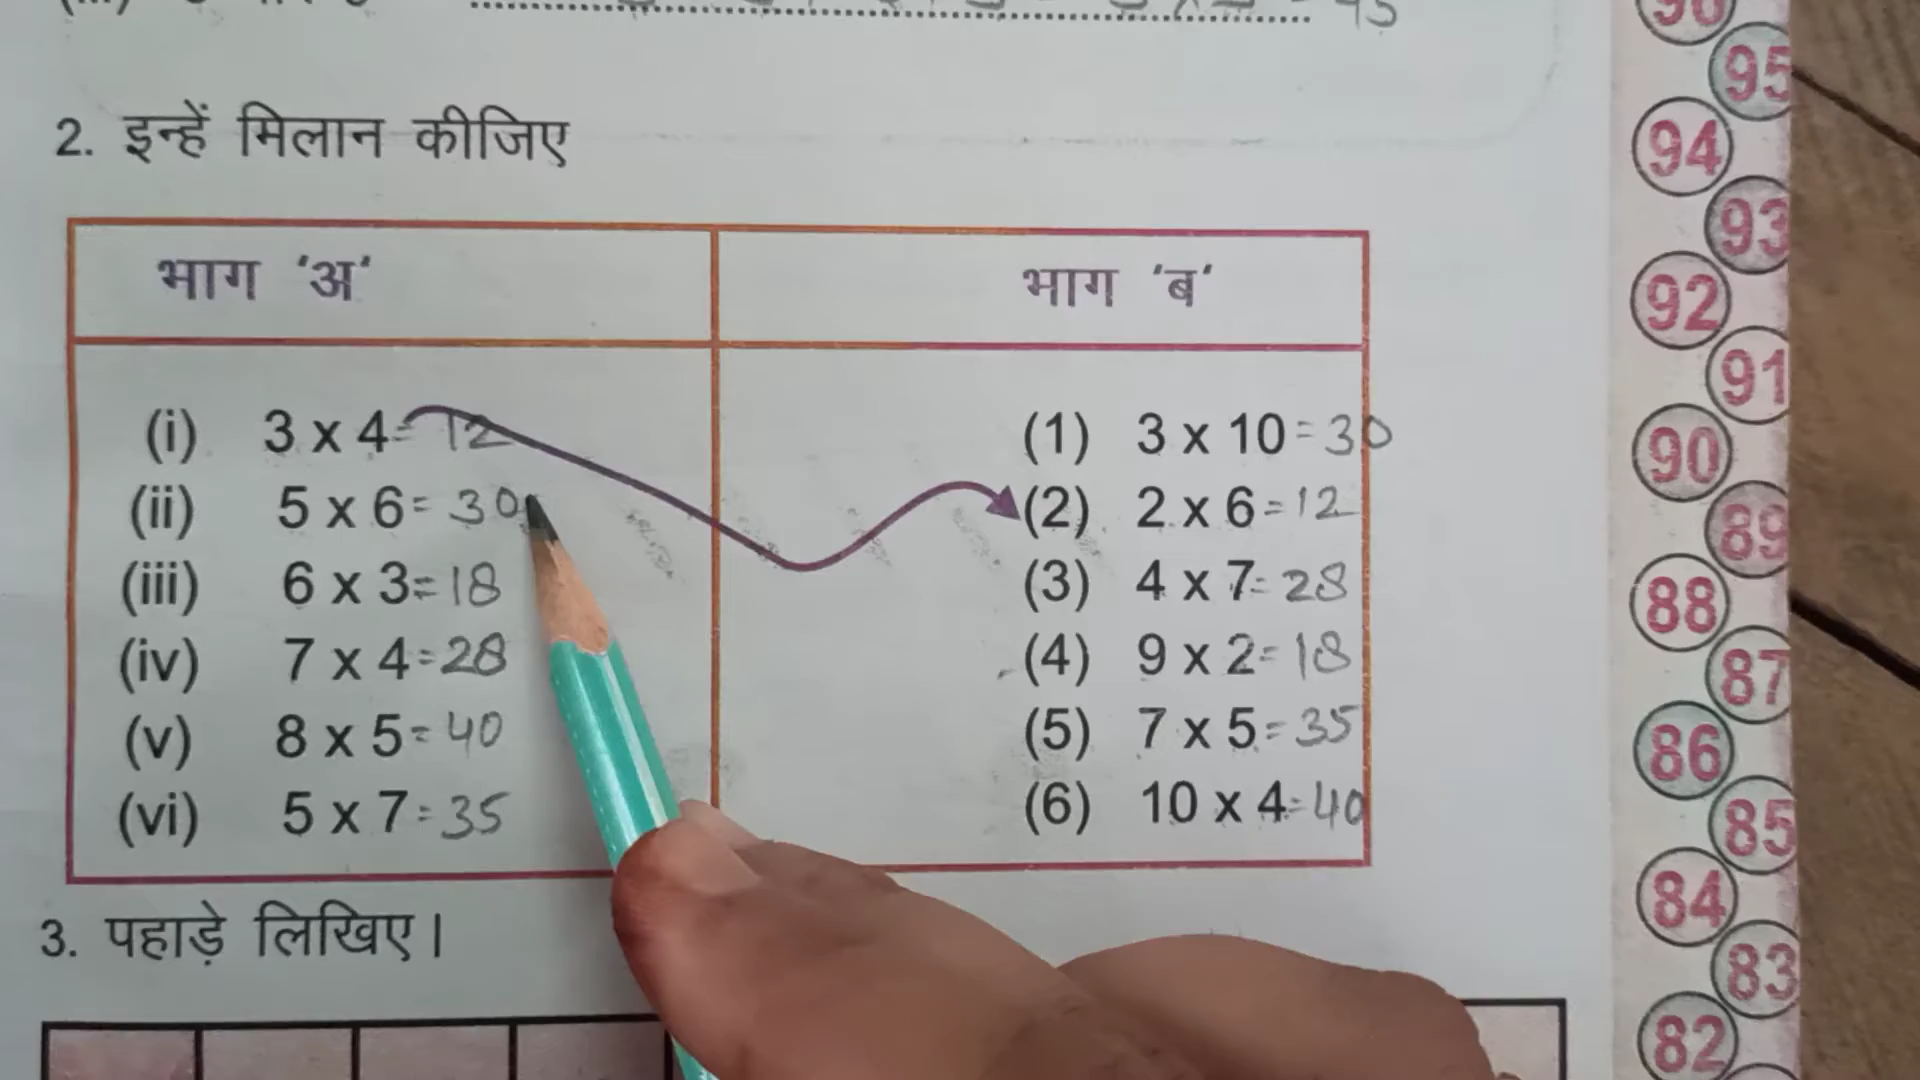 45
2. इन्हें मिलान कीजिए
भाग 'अ' भाग 'ब'
(i) 3 x 4 = 12 (1) 3 x 10 = 30
(ii) 5 x 6 = 30 (2) 2 x 6 = 12
(iii) 6 x 3 = 18 (3) 4 x 7 = 28
(iv) 7 x 4 = 28 (4) 9 x 2 = 18
(v) 8 x 5 = 40 (5) 7 x 5 = 35
(vi) 5 x 7 = 35 (6) 10 x 4 = 40
3. पहाड़े लिखिए।
95
94
93
92
91
90
89
88
87
86
85
84
83
82